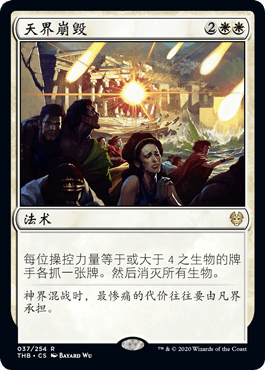 天界崩毁 2
法术
每位操控力量等于或大于 4 之生物的牌
手各抓一张牌。然后消灭所有生物。
神界混战时，最惨痛的代价往往要由凡界
承担。
037/254 R
THB • CS BAYARD WU
™ & © 2020 Wizards of the Coast